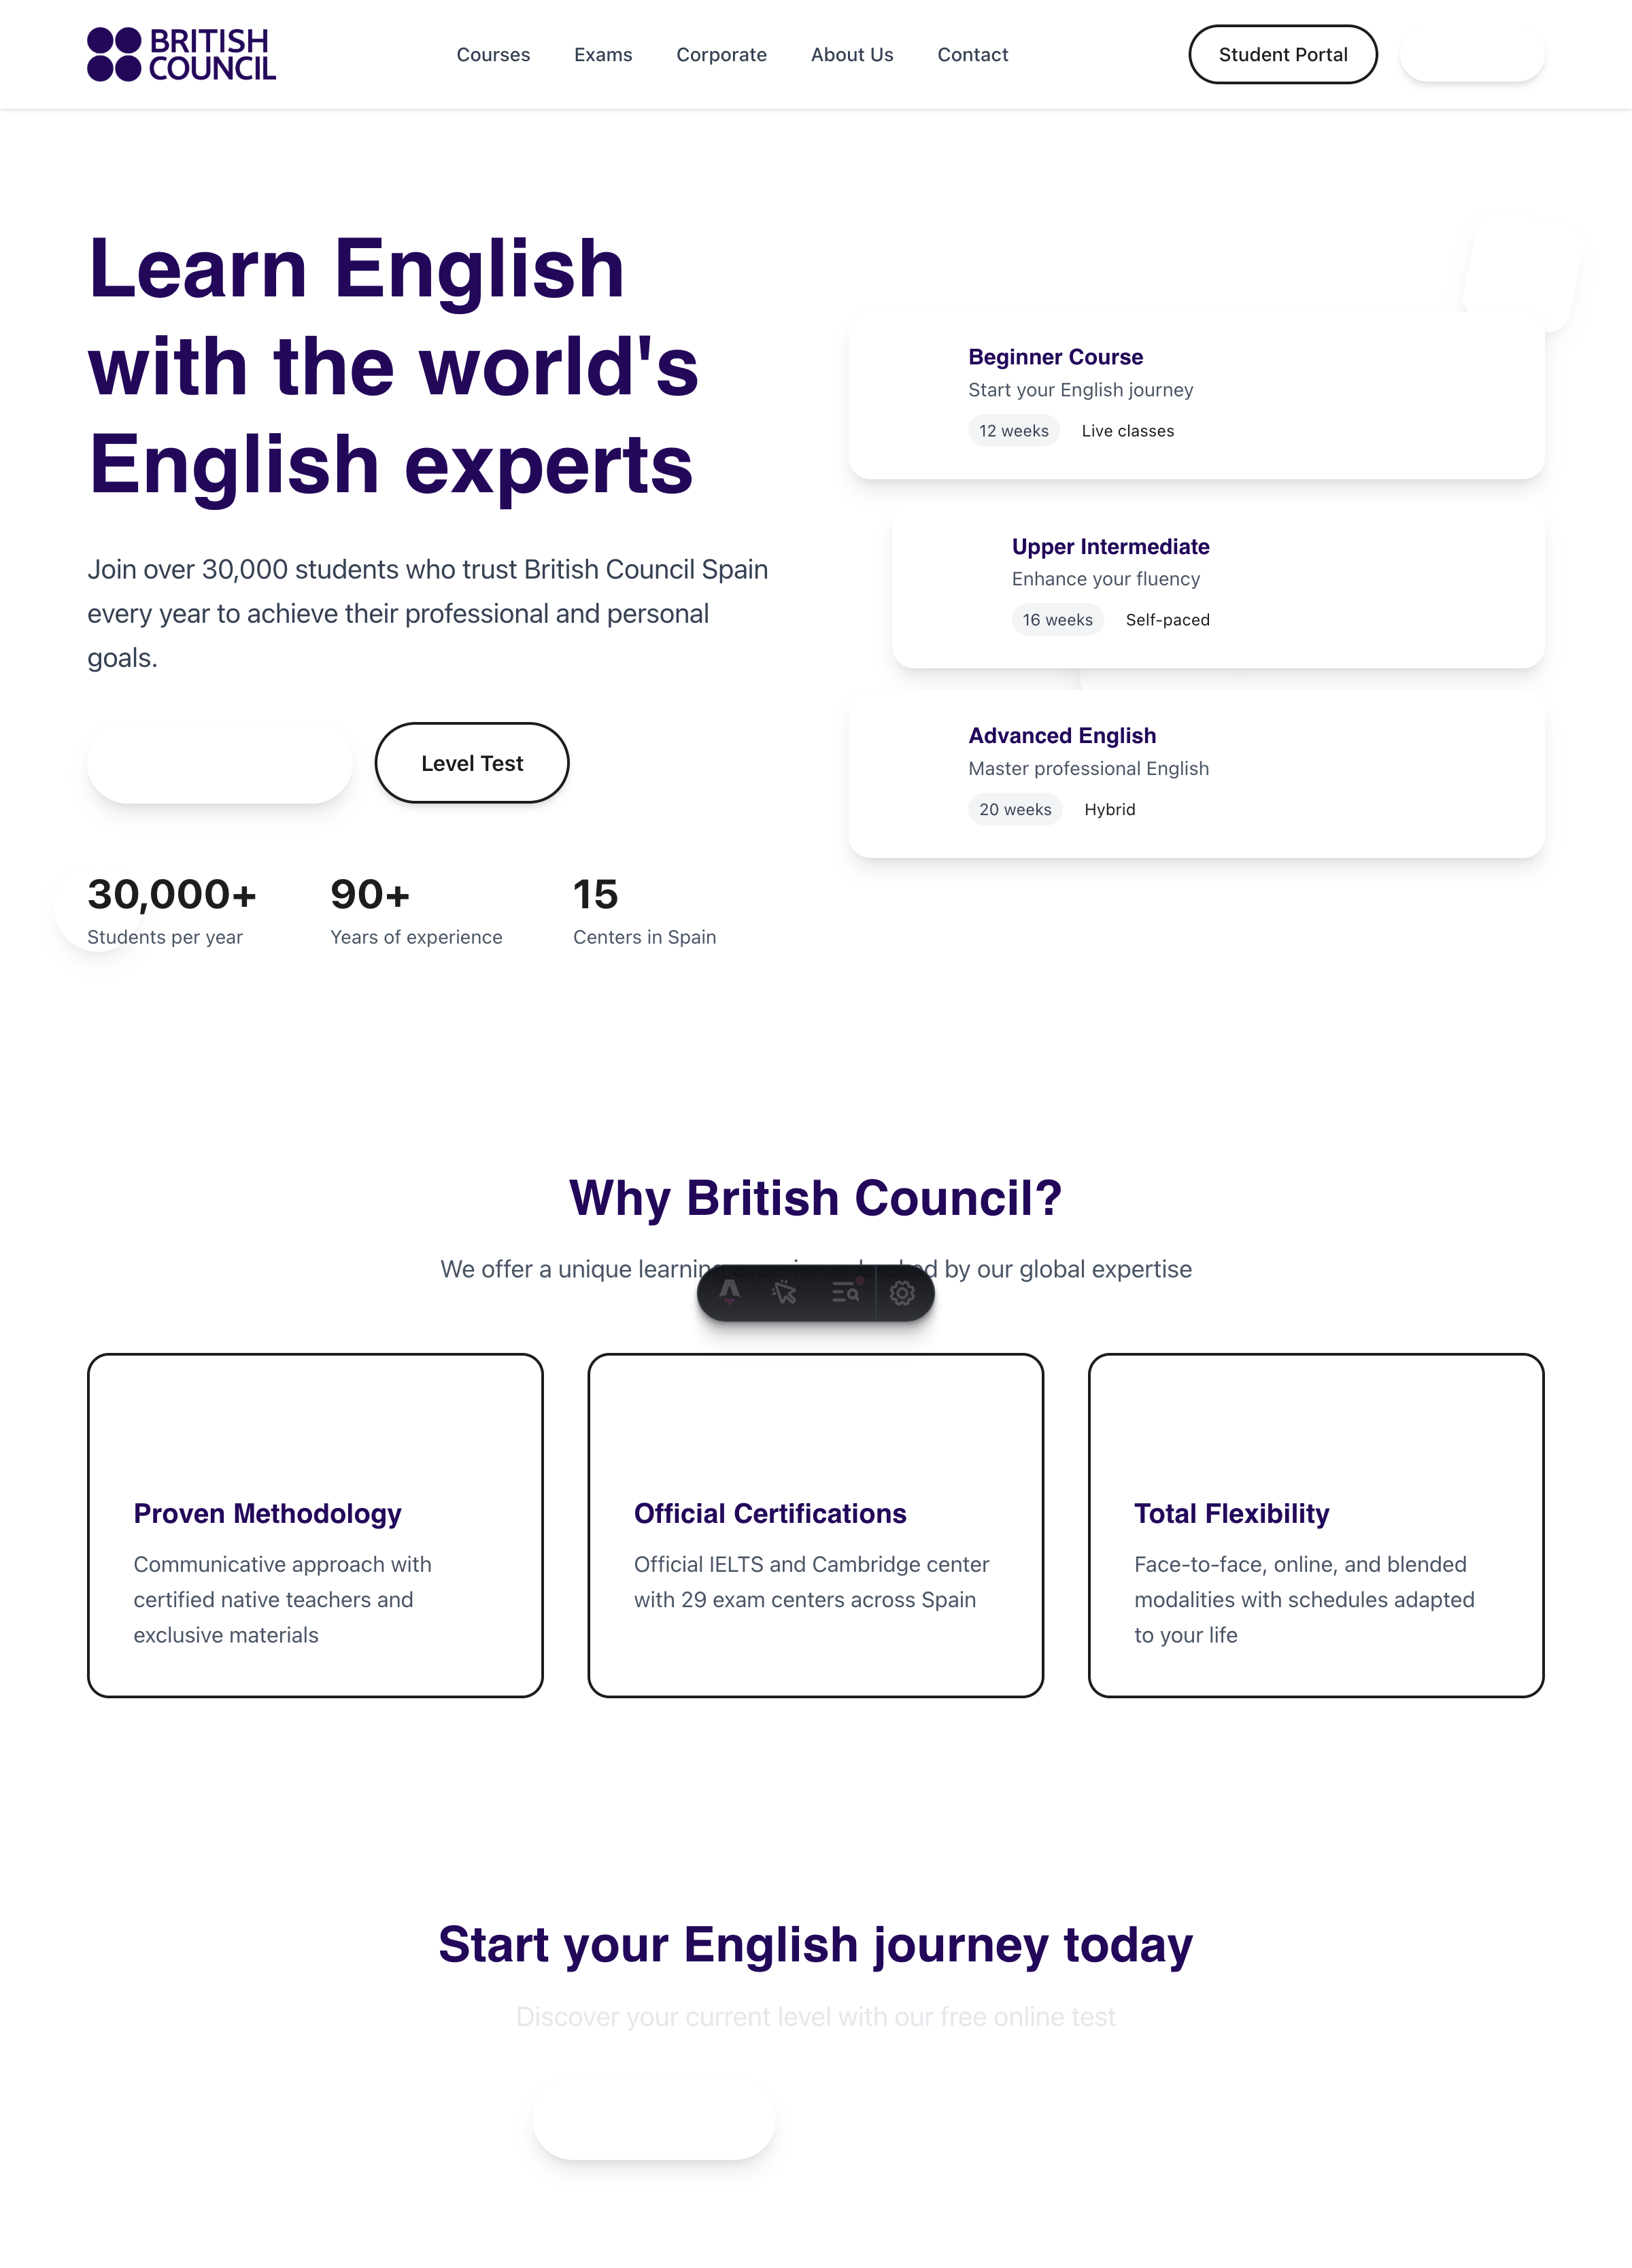 BRITISH
COUNCIL
Courses
Exams
Corporate
About Us
Contact
Student Portal
Learn English
with the world's
English experts
Join over 30,000 students who trust British Council Spain
every year to achieve their professional and personal
goals.
Level Test
30,000+
Students per year
90+
Years of experience
15
Centers in Spain
Beginner Course
Start your English journey
12 weeks
Live classes
Upper Intermediate
Enhance your fluency
16 weeks
Self-paced
Advanced English
Master professional English
20 weeks
Hybrid
Why British Council?
We offer a unique learning by our global expertise
Proven Methodology
Communicative approach with
certified native teachers and
exclusive materials
Official Certifications
Official IELTS and Cambridge center
with 29 exam centers across Spain
Total Flexibility
Face-to-face, online, and blended
modalities with schedules adapted
to your life
Start your English journey today
Discover your current level with our free online test